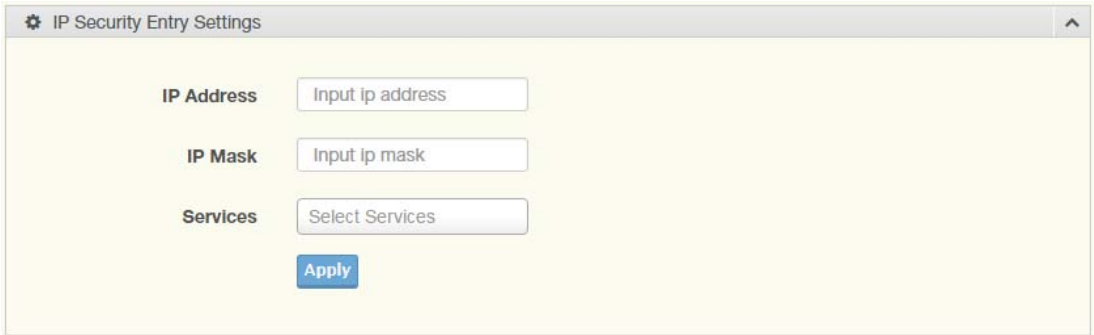 IP Security Entry Settings
IP Address Input ip address
IP Mask Input ip mask
Services Select Services
Apply